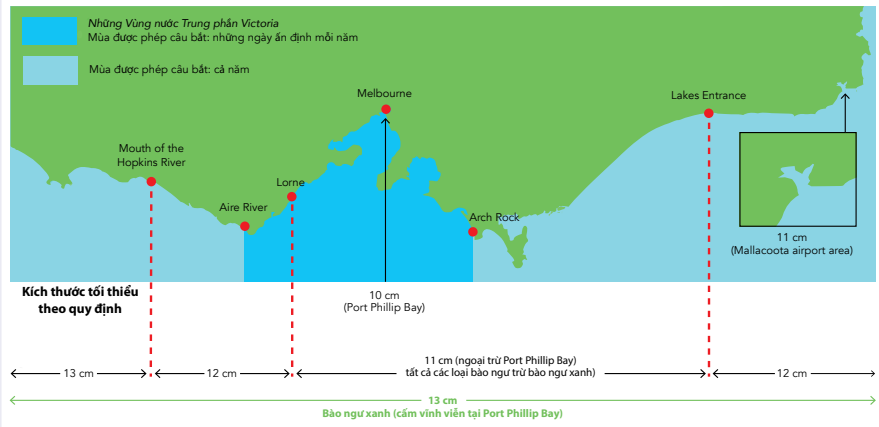 Những Vùng nước Trung phần Victoria
Mùa được phép câu bắt: những ngày ấn định mỗi năm
Mùa được phép câu bắt: cả năm
Melbourne
Lakes Entrance
Mouth of the
Hopkins River
Lorne
Aire River
Arch Rock
11 cm
(Mallacoota airport area)
Kích thước tối thiểu
theo quy định
10 cm
(Port Phillip Bay)
13 cm
12 cm
11 cm (ngoại trừ Port Phillip Bay)
tất cả các loại bào ngư trừ bào ngư xanh)
12 cm
13 cm
Bào ngư xanh (cấm vĩnh viễn tại Port Phillip Bay)